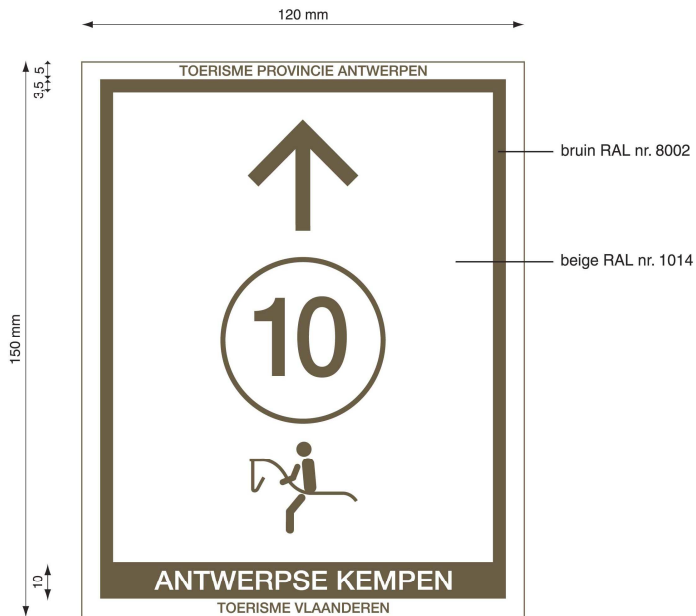 120 mm
5
3,5
TOERISME PROVINCIE ANTWERPEN
bruin RAL nr. 8002
beige RAL nr. 1014
150 mm
10
10
ANTWERPSE KEMPEN
TOERISME VLAANDEREN